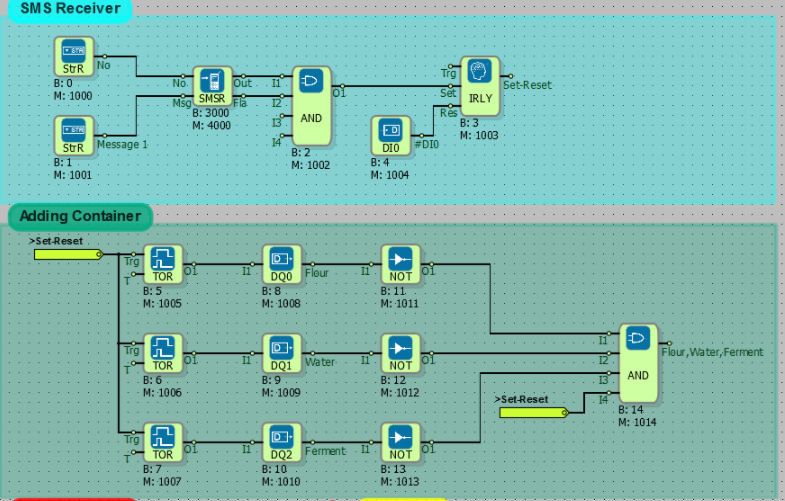 SMS Receiver
STR
StrR
No
B: 0
M: 1000
STR
StrR
Message 1
B: 1
M: 1001
No
Msg
SMSR
Out
Fla
B: 3000
M: 4000
I1
I2
I3
I4
AND
O1
B: 2
M: 1002
DI0
#DI0
B: 4
M: 1004
Trg
Set
Res
IRLY
Set-Reset
B: 3
M: 1003
Adding Container
>Set-Reset
Trg
T
TOR
O1
B: 5
M: 1005
I1
DQ0
Flour
B: 8
M: 1008
I1
NOT
O1
B: 11
M: 1011
Trg
T
TOR
O1
B: 6
M: 1006
I1
DQ1
Water
B: 9
M: 1009
I1
NOT
O1
B: 12
M: 1012
Trg
T
TOR
O1
B: 7
M: 1007
I1
DQ2
Ferment
B: 10
M: 1010
I1
NOT
O1
B: 13
M: 1013
>Set-Reset
I1
I2
I3
I4
AND
Flour,Water,Ferment
B: 14
M: 1014